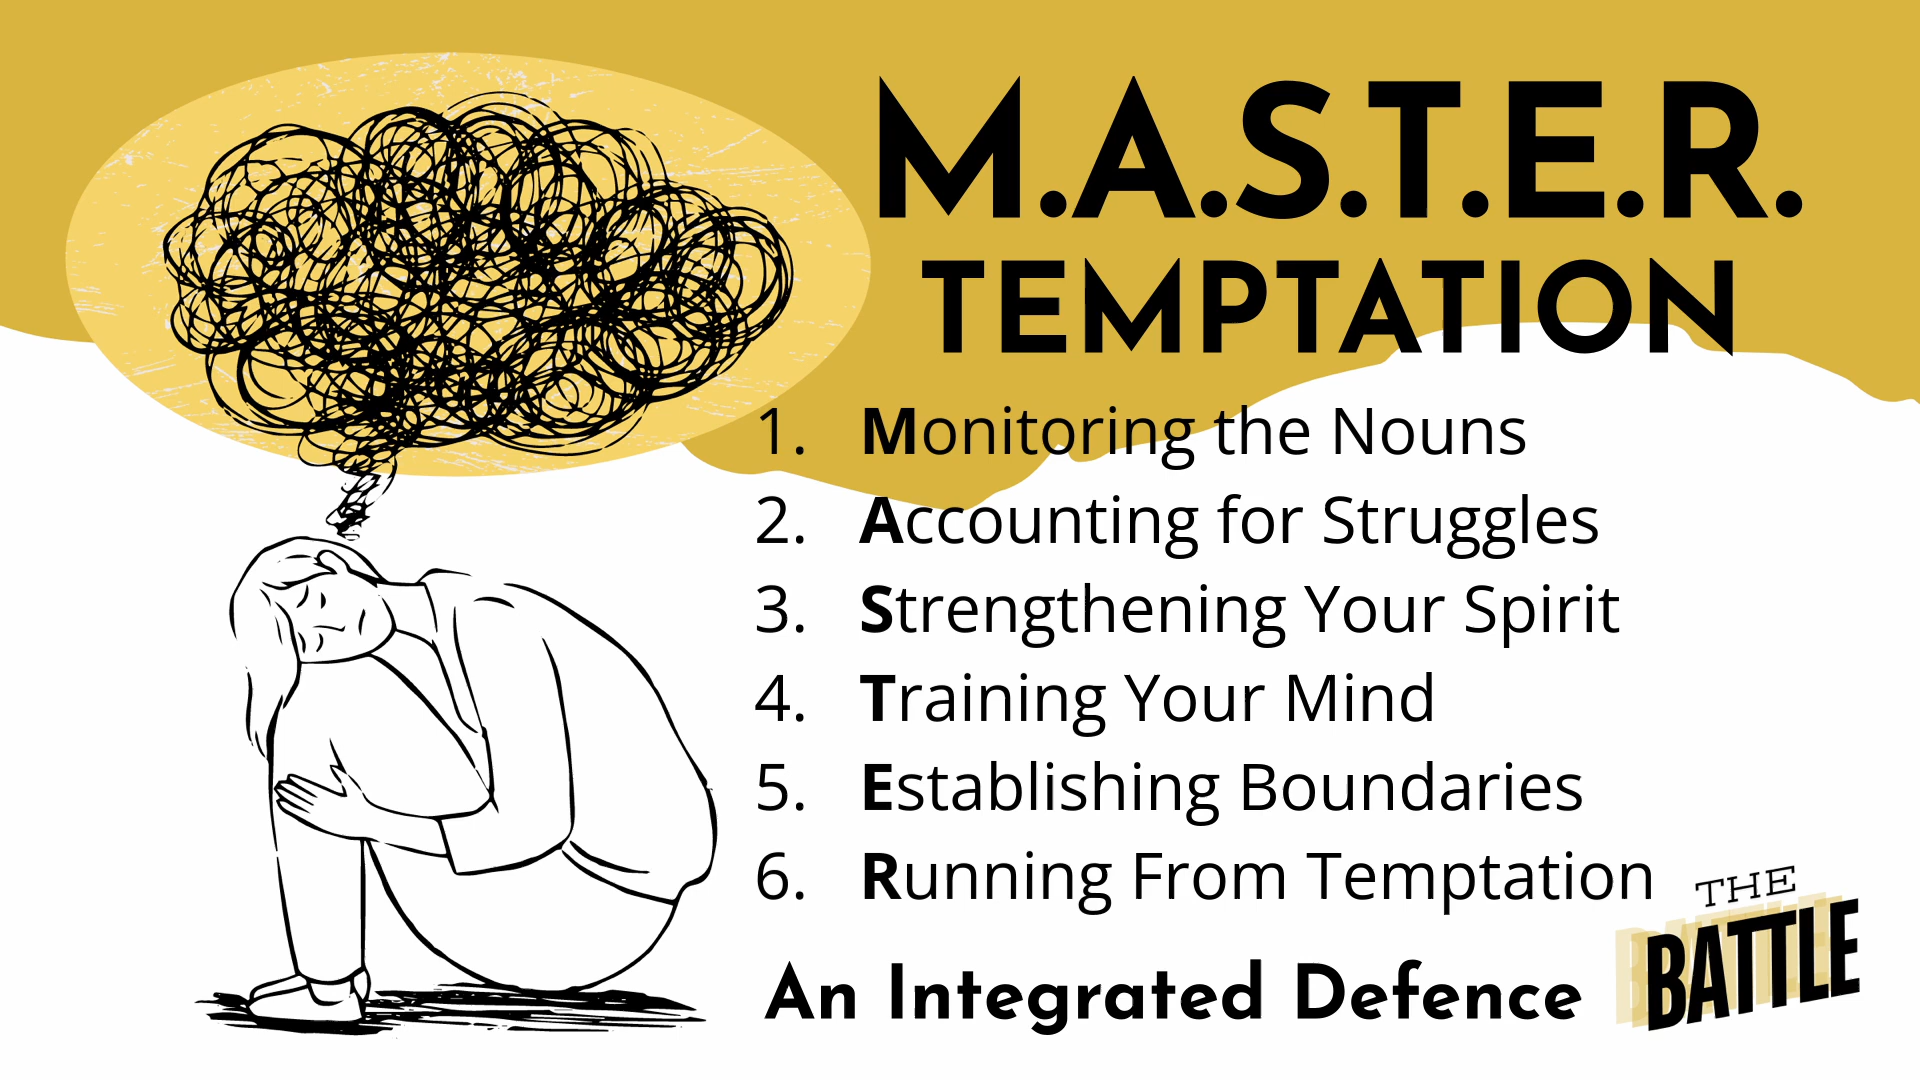 M.A.S.T.E.R.
TEMPTATION
1. Monitoring the Nouns
2. Accounting for Struggles
3. Strengthening Your Spirit
4. Training Your Mind
5. Establishing Boundaries
6. Running From Temptation
An Integrated Defence
THE
BATTLE